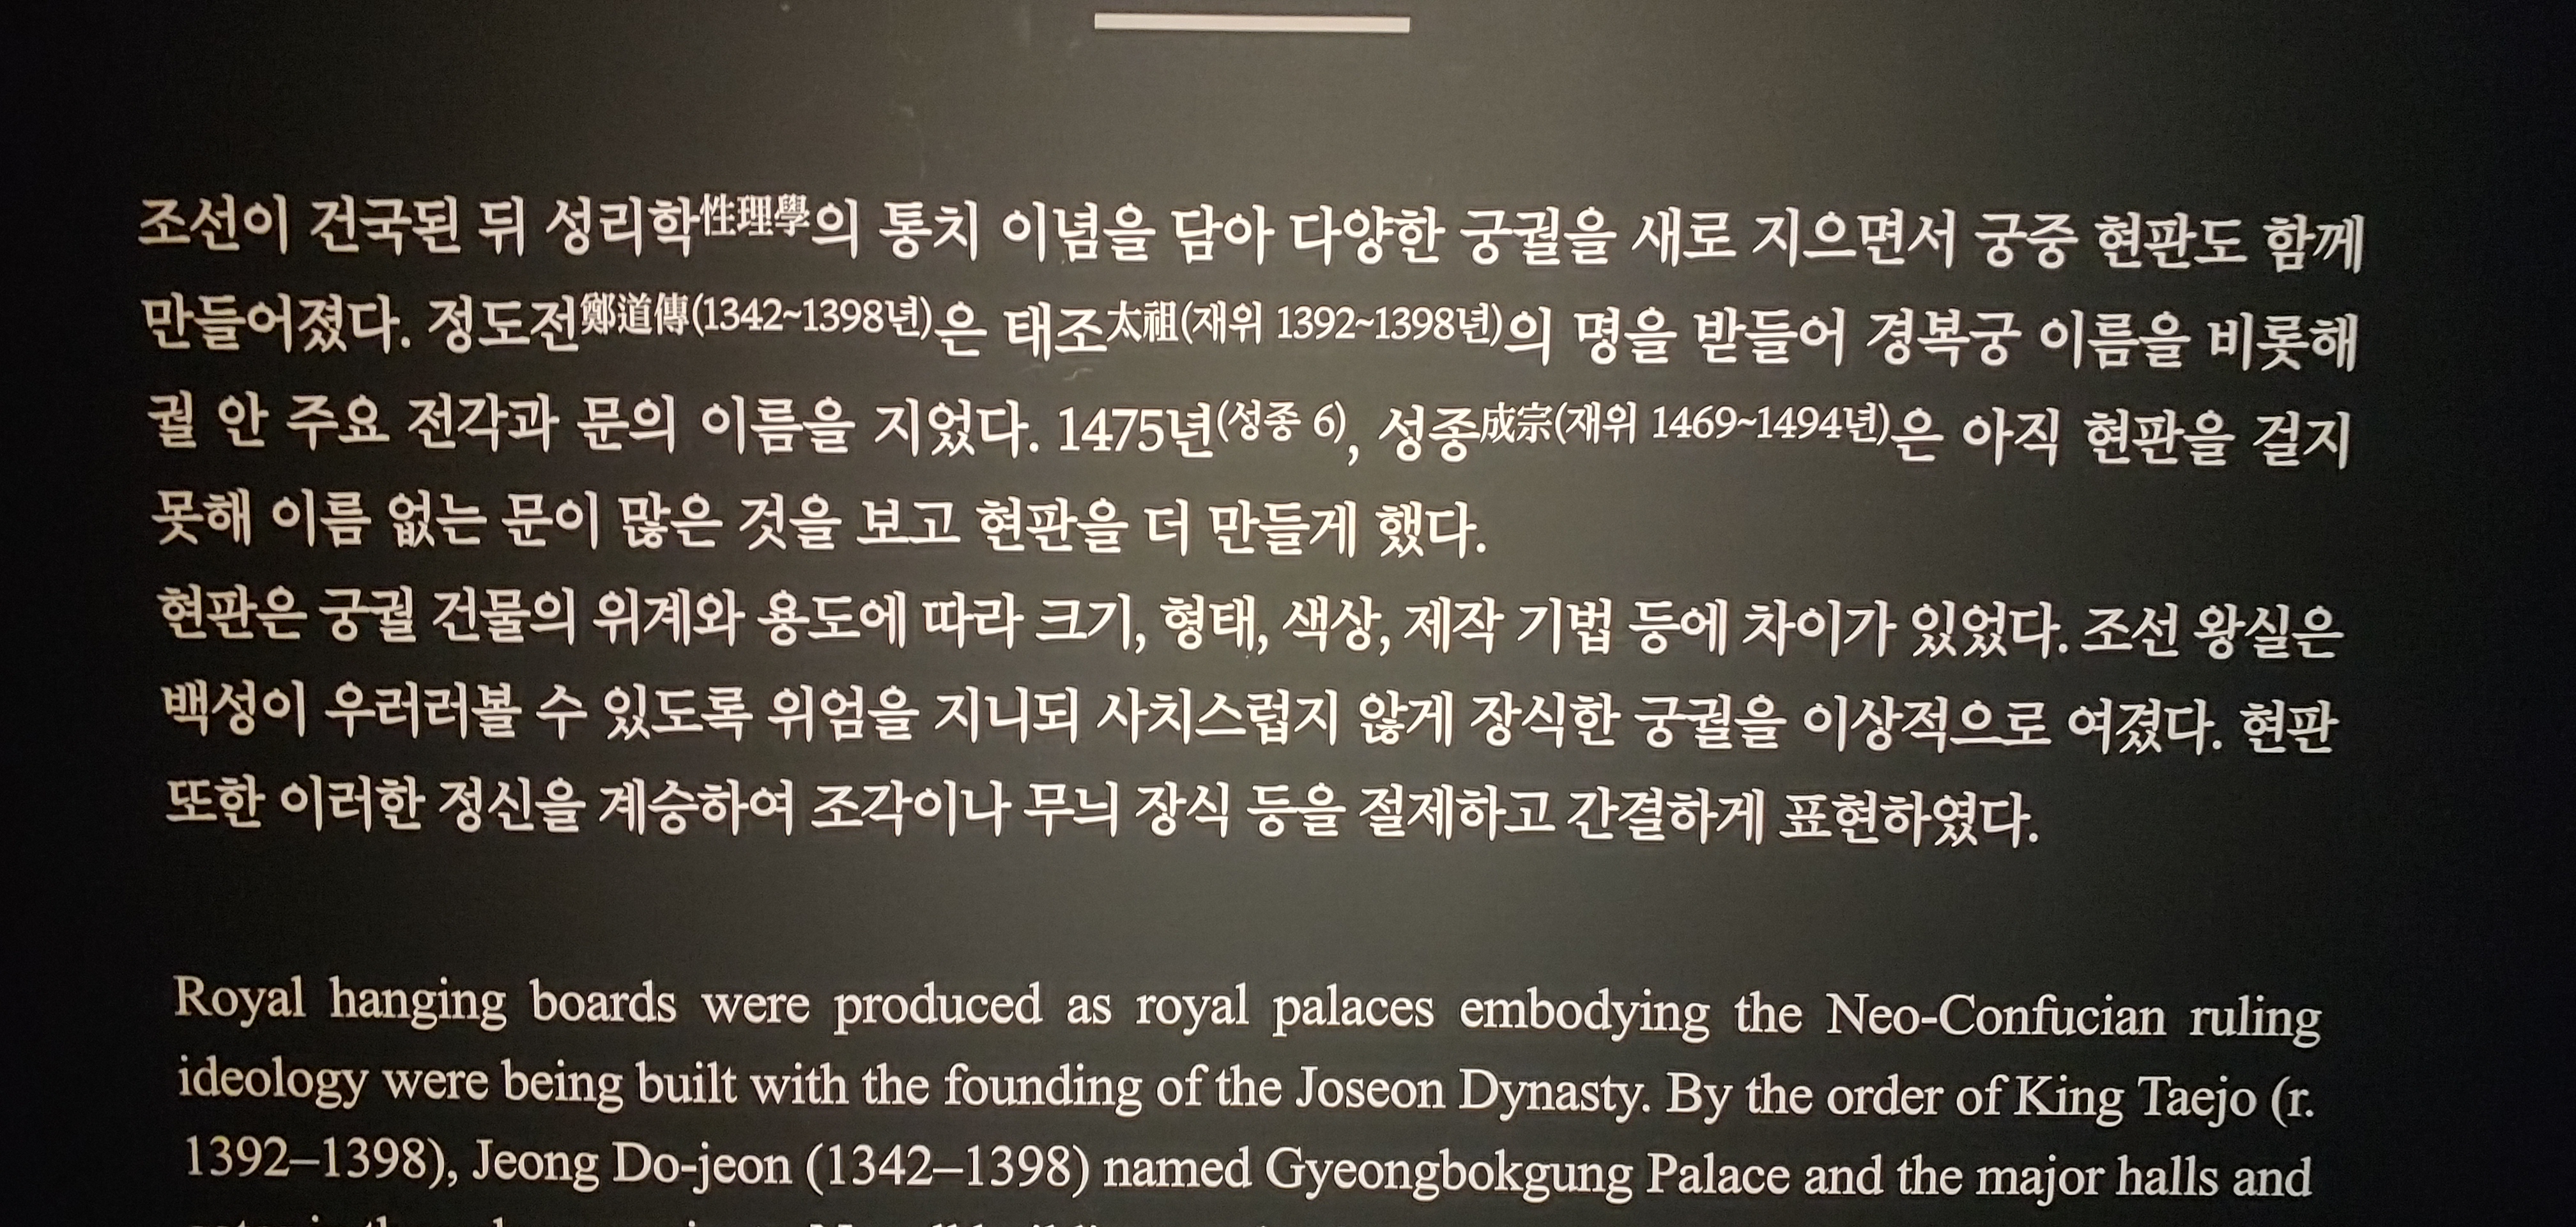 조선이 건국된 뒤 성리학性理學의 통치 이념을 담아 다양한 궁궐을 새로 지으면서 궁중 현판도 함께
만들어졌다. 정도전鄭道傳(1342~1398년)은 태조太祖(재위 1392~1398년)의 명을 받들어 경복궁 이름을 비롯해
궐 안 주요 전각과 문의 이름을 지었다. 1475년(성종 6), 성종成宗(재위 1469~1494년)은 아직 현판을 걸지
못해 이름 없는 문이 많은 것을 보고 현판을 더 만들게 했다.
현판은 궁궐 건물의 위계와 용도에 따라 크기, 형태, 색상, 제작 기법 등에 차이가 있었다. 조선 왕실은
백성이 우러러볼 수 있도록 위엄을 지니되 사치스럽지 않게 장식한 궁궐을 이상적으로 여겼다. 현판
또한 이러한 정신을 계승하여 조각이나 무늬 장식 등을 절제하고 간결하게 표현하였다.
Royal hanging boards were produced as royal palaces embodying the Neo-Confucian ruling
ideology were being built with the founding of the Joseon Dynasty. By the order of King Taejo (r.
1392–1398), Jeong Do-jeon (1342–1398) named Gyeongbokgung Palace and the major halls and